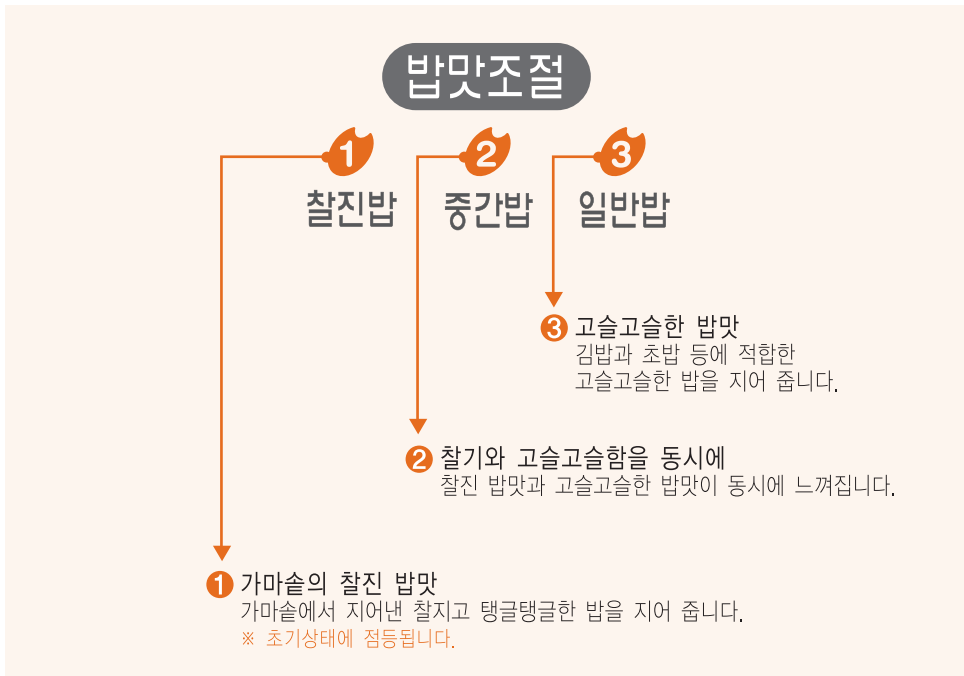 밥맛조절
1 2 3
찰진밥 중간밥 일반밥
3 고슬고슬한 밥맛
김밥과 초밥 등에 적합한
고슬고슬한 밥을 지어 줍니다.
2 찰기와 고슬고슬함을 동시에
찰진 밥맛과 고슬고슬한 밥맛이 동시에 느껴집니다.
1 가마솥의 찰진 밥맛
가마솥에서 지어낸 찰지고 탱글탱글한 밥을 지어 줍니다.
※ 초기상태에 점등됩니다.